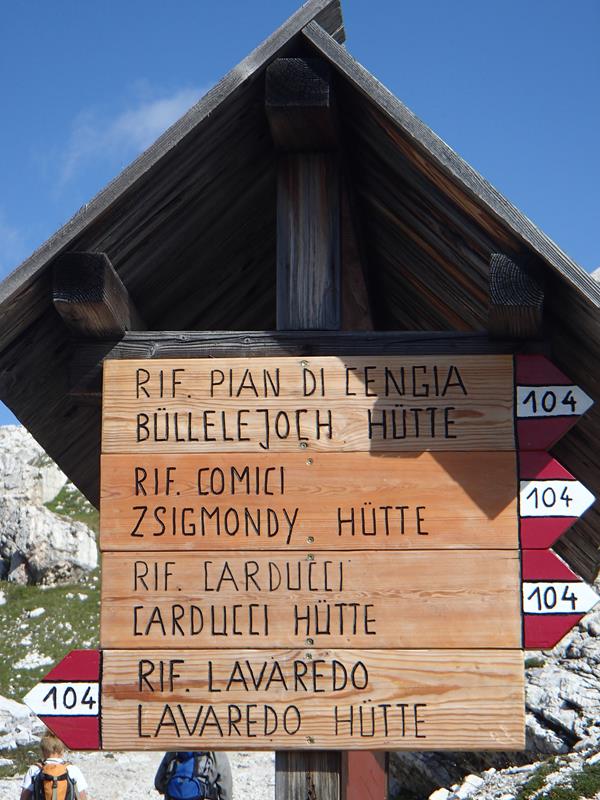 RIF. PIAN DI CENGIA
BÜLLELEJOCH HÜTTE
104
RIF. COMICI
ZSIGMONDY HÜTTE
104
RIF. CARDUCCI
CARDUCCI HÜTTE
104
104
RIF. LAVAREDO
LAVAREDO HÜTTE